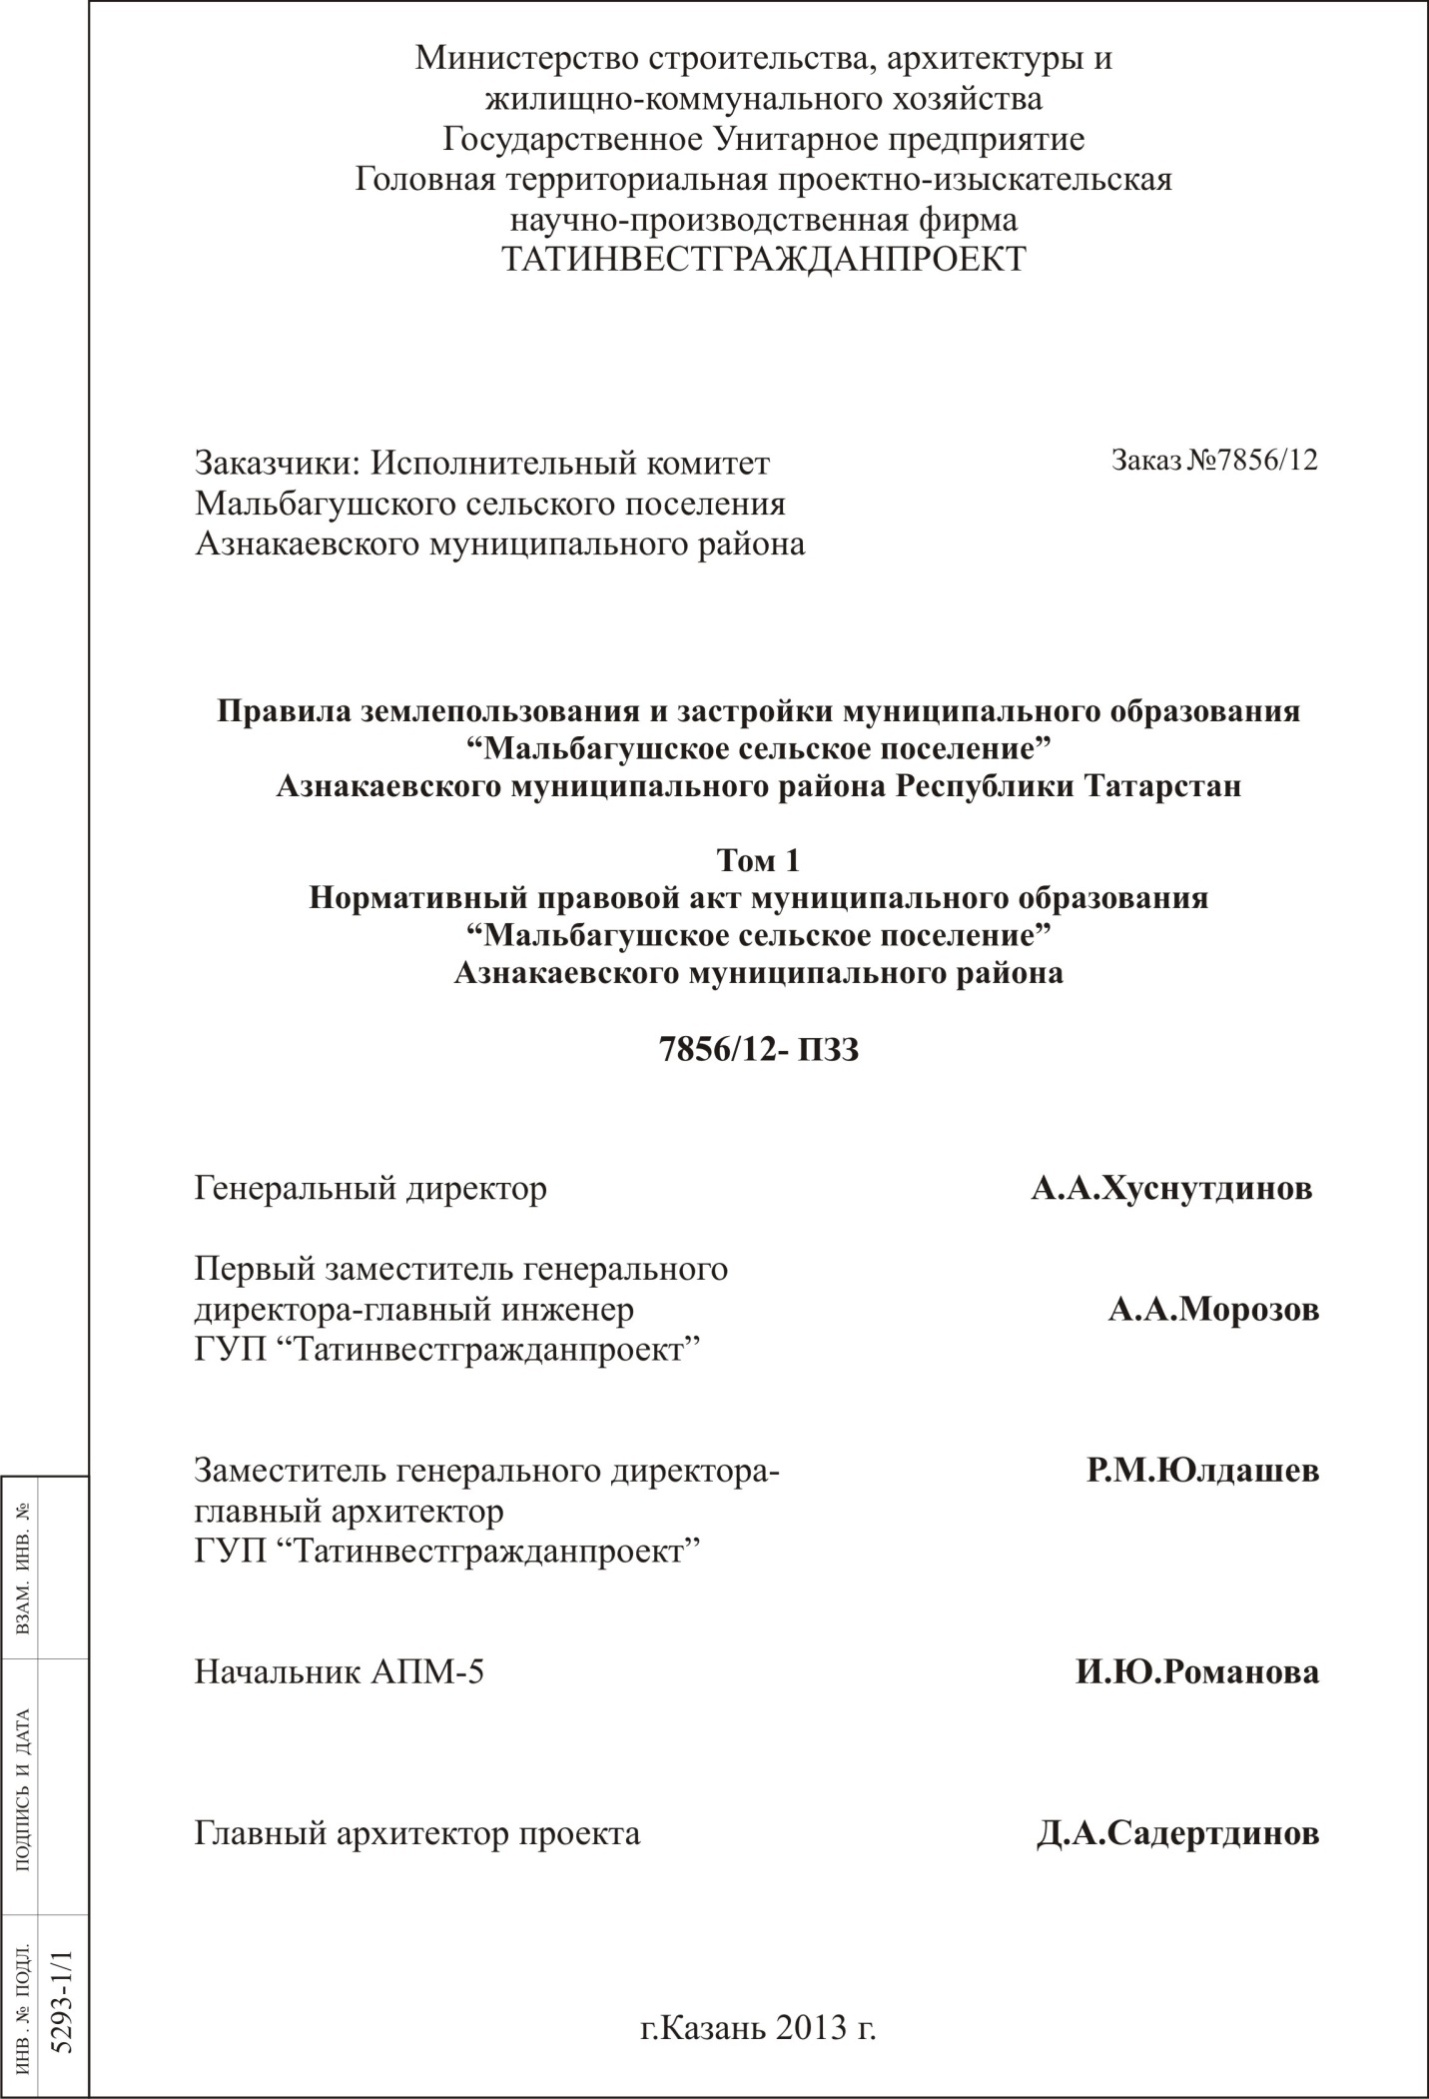 Министерство строительства, архитектуры и
жилищно-коммунального хозяйства
Государственное Унитарное предприятие
Головная территориальная проектно-изыскательская
научно-производственная фирма
ТАТИНВЕСТГРАЖДАНПРОЕКТ
Заказчики: Исполнительный комитет
Мальбагушского сельского поселения
Азнакаевского муниципального района
Заказ №7856/12
Правила землепользования и застройки муниципального образования
“Мальбагушское сельское поселение”
Азнакаевского муниципального района Республики Татарстан
Том 1
Нормативный правовой акт муниципального образования
“Мальбагушское сельское поселение”
Азнакаевского муниципального района
7856/12- ПЗЗ
Генеральный директор А.А.Хуснутдинов
Первый заместитель генерального
директора-главный инженер А.А.Морозов
ГУП “Татинвестгражданпроект”
Заместитель генерального директора- Р.М.Юлдашев
главный архитектор
ГУП “Татинвестгражданпроект”
Начальник АПМ-5 И.Ю.Романова
Главный архитектор проекта Д.А.Садертдинов
г.Казань 2013 г.
ВЗАМ. ИНВ. №
ПОДПИСЬ И ДАТА
ИНВ. № ПОДЛ.
5293-1/1